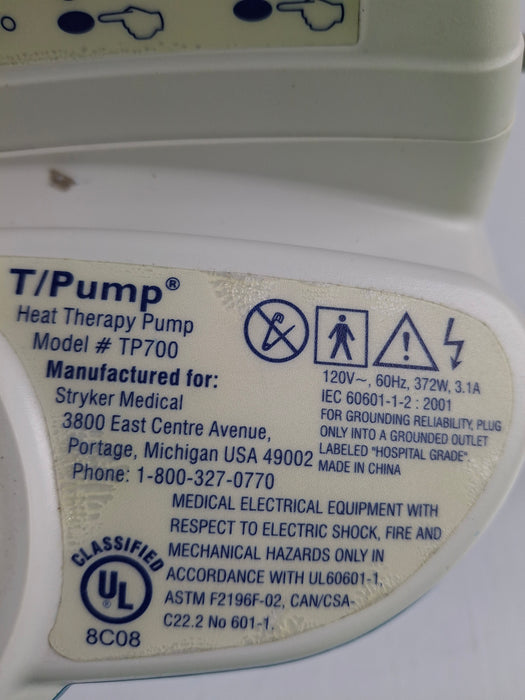 T/Pump®
Heat Therapy Pump
Model # TP700
Manufactured for:
Stryker Medical
3800 East Centre Avenue,
Portage, Michigan USA 49002
Phone: 1-800-327-0770
120V~, 60Hz, 372W, 3.1A
IEC 60601-1-2 : 2001
FOR GROUNDING RELIABILITY, PLUG
ONLY INTO A GROUNDED OUTLET
LABELED "HOSPITAL GRADE"
MADE IN CHINA
MEDICAL ELECTRICAL EQUIPMENT WITH
RESPECT TO ELECTRIC SHOCK, FIRE AND
MECHANICAL HAZARDS ONLY IN
ACCORDANCE WITH UL60601-1,
ASTM F2196F-02, CAN/CSA-
C22.2 No 601-1,
CLASSIFIED
UL
8C08